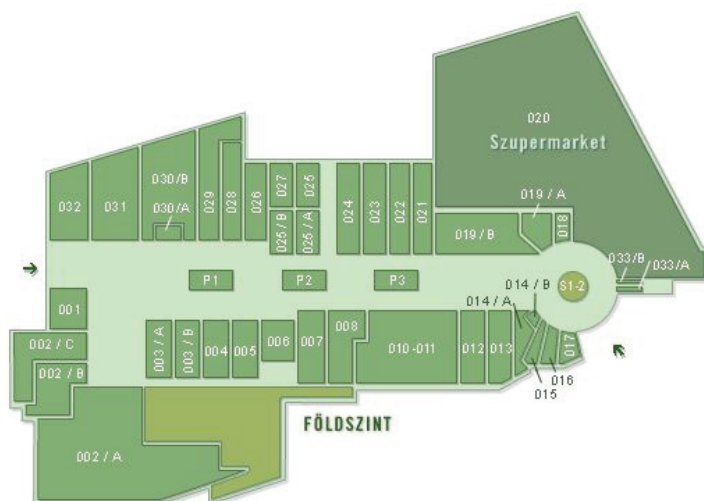 020
Szupermarket
019 / A
018
030/B
030/A
029
028
026
027
025
025 / B
025 / A
024
023
022
021
032
031
019 / B
033/B
033/A
P1
P2
P3
S1-2
014 / B
014 / A
001
002 / C
002 / B
003 / A
003 / B
004
005
006
007
008
010-011
012
013
017
016
015
FÖLDSZINT
002 / A